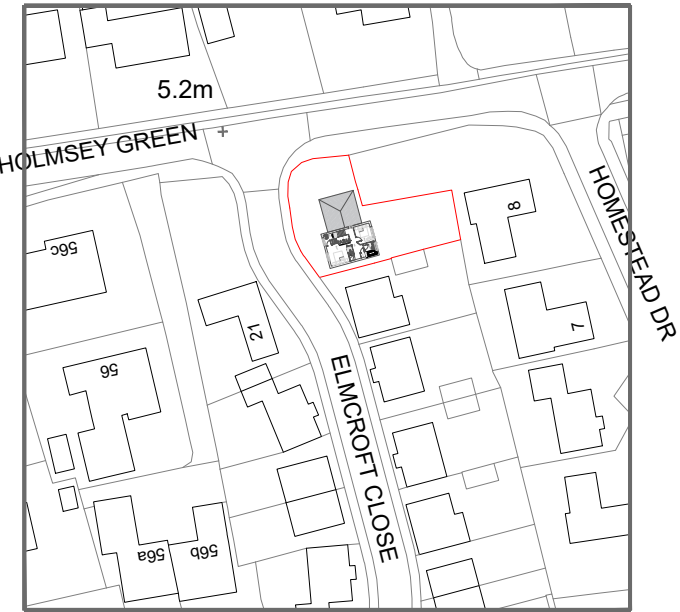 5.2m
HOLMSEY GREEN
HOMESTEAD DR
8
56c
21
7
56
ELMCROFT CLOSE
56a
56b